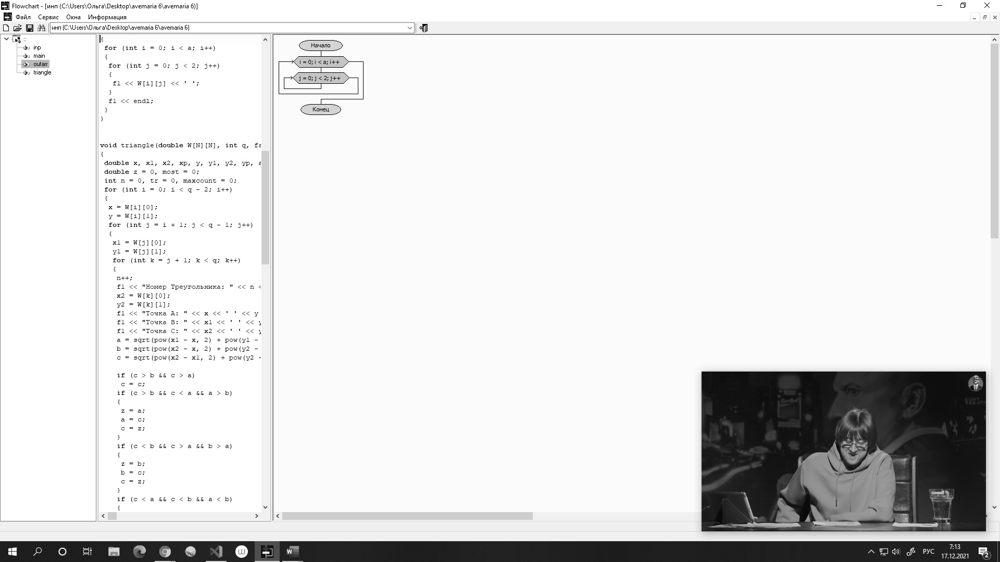 Flowchart - [инп (C:\Users\Ольга\Desktop\avemaria 6\avemaria 6)]
Файл Сервис Окна Информация
инп (C:\Users\Ольга\Desktop\avemaria 6\avemaria 6)
::
inp
main
outarr
triangle
{
for (int i = 0; i < a; i++)
{
for (int j = 0; j < 2; j++)
{
f1 << W[i][j] << ' ';
}
f1 << endl;
}
}
void triangle(double W[N][N], int q, fs
{
double x, x1, x2, xp, y, y1, y2, yp, a
double z = 0, most = 0;
int n = 0, tr = 0, maxcount = 0;
for (int i = 0; i < q - 2; i++)
{
x = W[i][0];
y = W[i][1];
for (int j = i + 1; j < q - 1; j++)
{
x1 = W[j][0];
y1 = W[j][1];
for (int k = j + 1; k < q; k++)
{
n++;
f1 << "Номер Треугольника: " << n <
x2 = W[k][0];
y2 = W[k][1];
f1 << "Точка A: " << x << ' ' << y
f1 << "Точка B: " << x1 << ' ' << y
f1 << "Точка C: " << x2 << ' ' << y
a = sqrt(pow(x1 - x, 2) + pow(y1 -
b = sqrt(pow(x2 - x, 2) + pow(y2 -
c = sqrt(pow(x2 - x1, 2) + pow(y2 -
if (c > b && c > a)
c = c;
if (c > b && c < a && a > b)
{
z = a;
a = c;
c = z;
}
if (c < b && c > a && b > a)
{
z = b;
b = c;
c = z;
}
if (c < a && c < b && a < b)
{
Начало
i = 0; i < a; i++
j = 0; j < 2; j++
Конец
РУС
7:13
17.12.2021
2